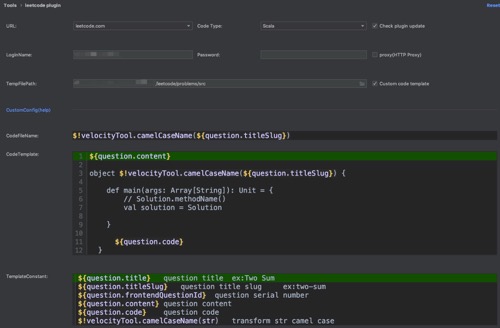 Tools › leetcode plugin Reset
URL: leetcode.com Code Type: Scala Check plugin update
LoginName: Password: proxy(HTTP Proxy)
TempFilePath: /leetcode/problems/src Custom code template
CustomConfig(help)
CodeFileName: $!velocityTool.camelCaseName(${question.titleSlug})
CodeTemplate: 1 ${question.content}
2
3 object $!velocityTool.camelCaseName(${question.titleSlug}) {
4
5 def main(args: Array[String]): Unit = {
6 // Solution.methodName()
7 val solution = Solution
8
9 }
10
11 ${question.code}
12 }
TemplateConstant: ${question.title} question title ex:Two Sum
${question.titleSlug} question title slug ex:two-sum
${question.frontendQuestionId} question serial number
${question.content} question content
${question.code} question code
$!velocityTool.camelCaseName(str) transform str camel case